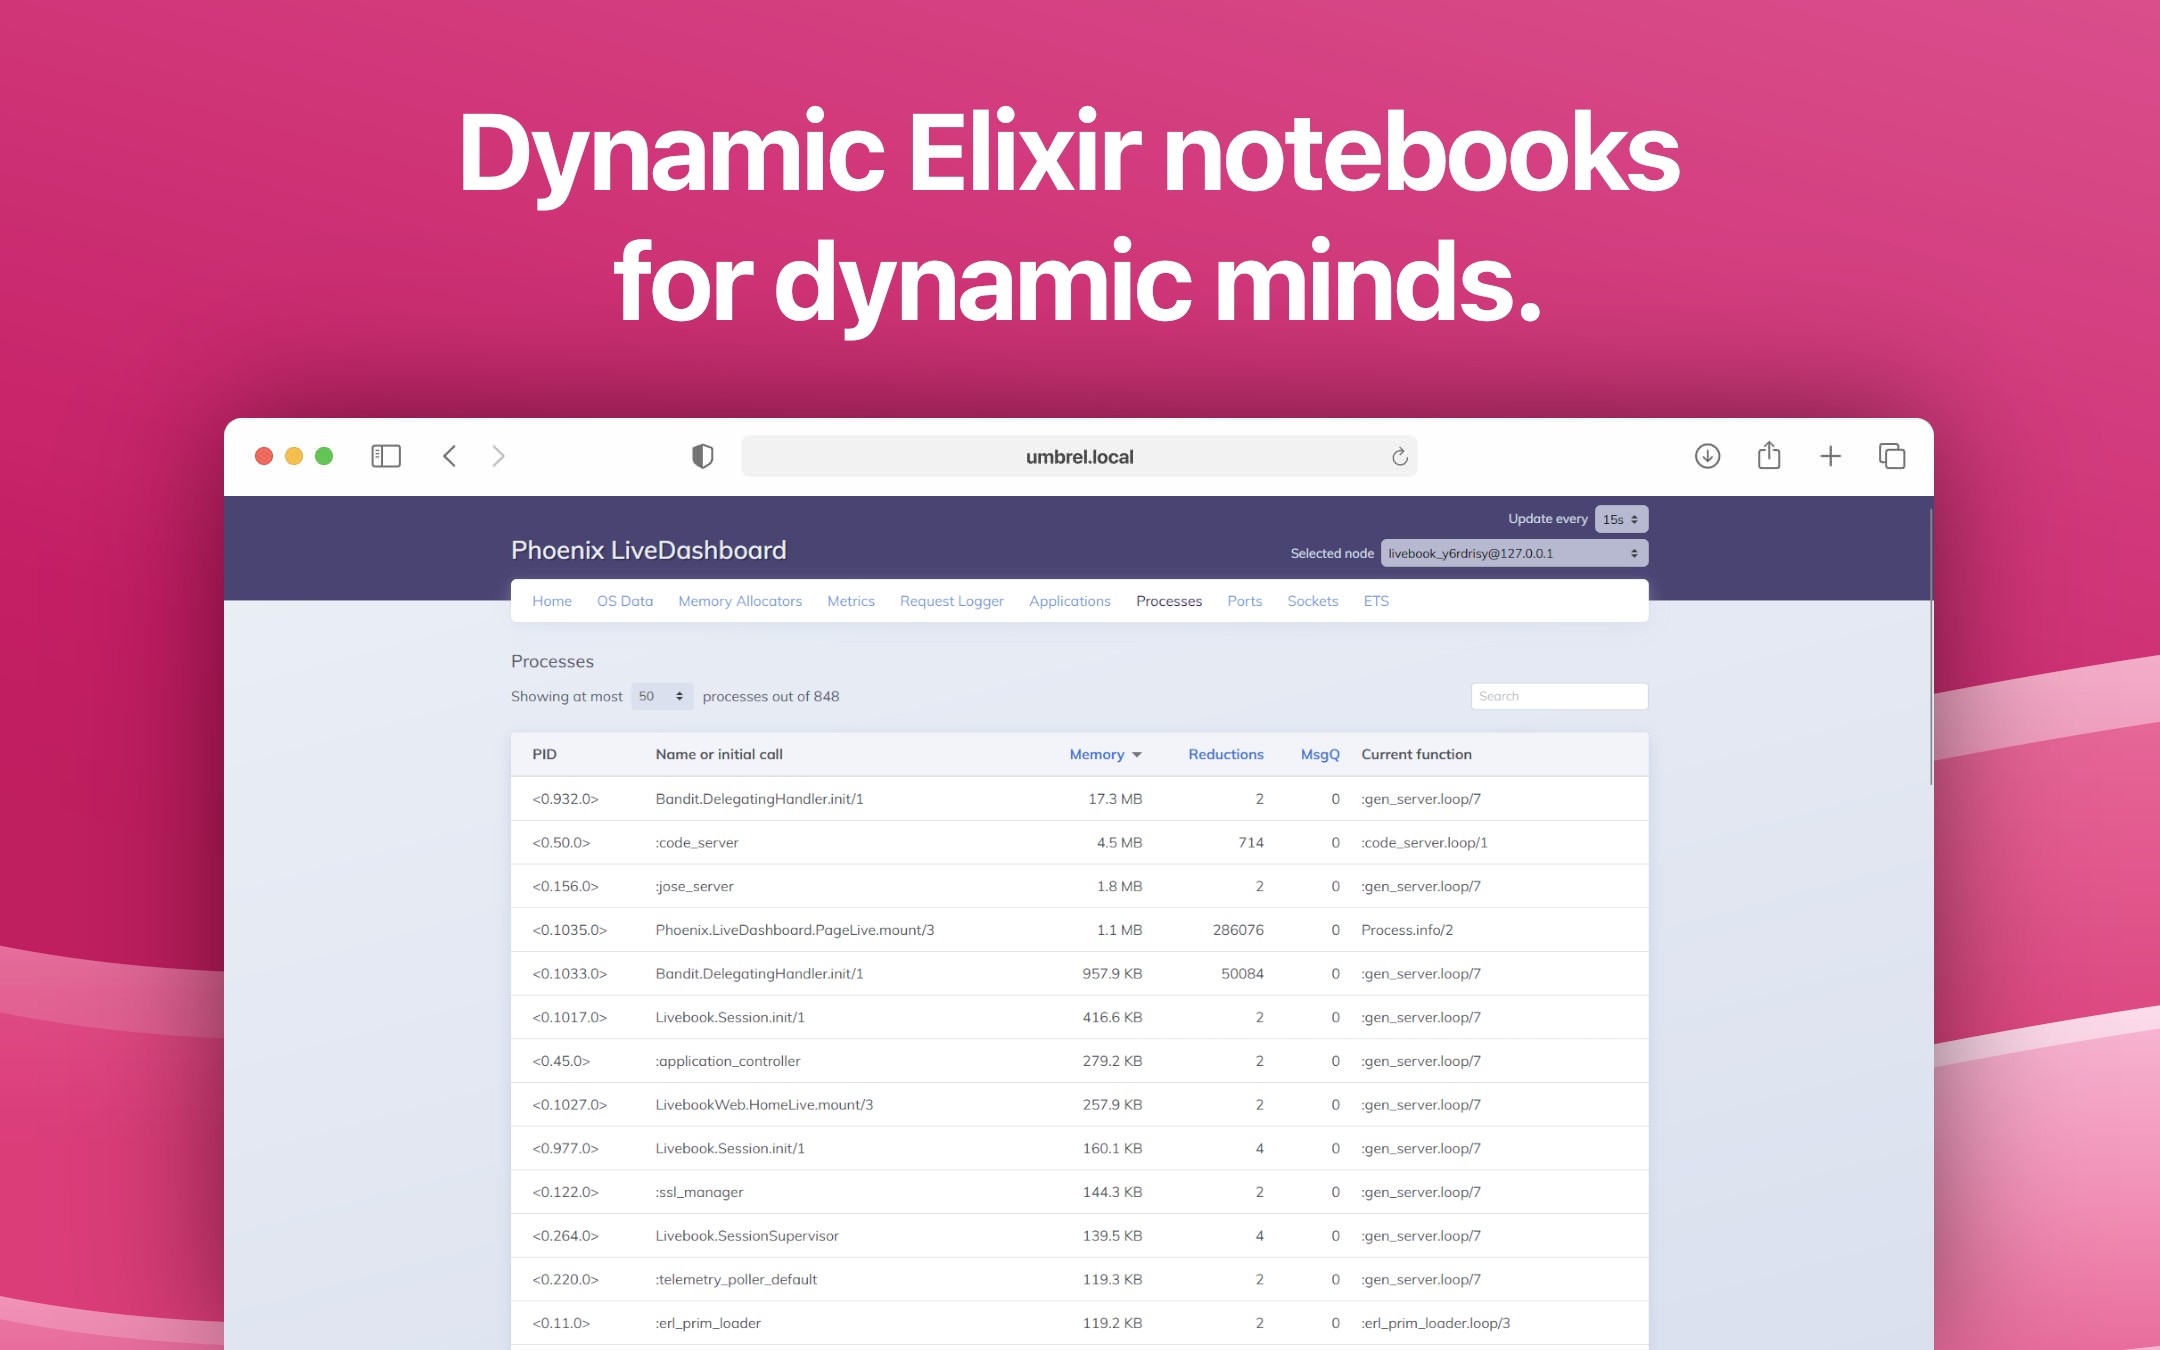 Dynamic Elixir notebooks
for dynamic minds.
umbrel.local
Update every 15s
Phoenix LiveDashboard
Selected node livebook_y6rdrisy@127.0.0.1
Home OS Data Memory Allocators Metrics Request Logger Applications Processes Ports Sockets ETS
Processes
Showing at most 50 processes out of 848 Search
PID Name or initial call Memory Reductions MsgQ Current function
<0.932.0> Bandit.DelegatingHandler.init/1 17.3 MB 2 0 :gen_server.loop/7
<0.50.0> :code_server 4.5 MB 714 0 :code_server.loop/1
<0.156.0> :jose_server 1.8 MB 2 0 :gen_server.loop/7
<0.1035.0> Phoenix.LiveDashboard.PageLive.mount/3 1.1 MB 286076 0 Process.info/2
<0.1033.0> Bandit.DelegatingHandler.init/1 957.9 KB 50084 0 :gen_server.loop/7
<0.1017.0> Livebook.Session.init/1 416.6 KB 2 0 :gen_server.loop/7
<0.45.0> :application_controller 279.2 KB 2 0 :gen_server.loop/7
<0.1027.0> LivebookWeb.HomeLive.mount/3 257.9 KB 2 0 :gen_server.loop/7
<0.977.0> Livebook.Session.init/1 160.1 KB 4 0 :gen_server.loop/7
<0.122.0> :ssl_manager 144.3 KB 2 0 :gen_server.loop/7
<0.264.0> Livebook.SessionSupervisor 139.5 KB 4 0 :gen_server.loop/7
<0.220.0> :telemetry_poller_default 119.3 KB 2 0 :gen_server.loop/7
<0.11.0> :erl_prim_loader 119.2 KB 2 0 :erl_prim_loader.loop/3